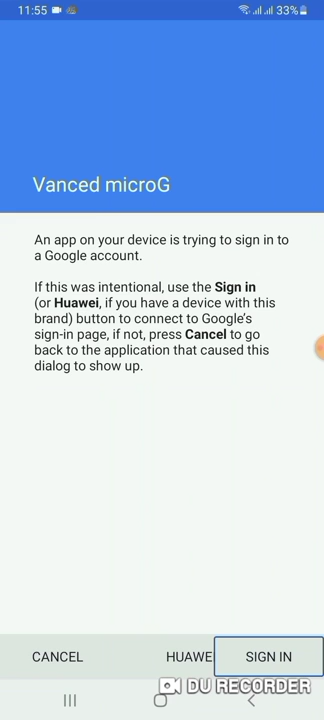 11:55 33%
Vanced microG
An app on your device is trying to sign in to
a Google account.
If this was intentional, use the Sign in
(or Huawei, if you have a device with this
brand) button to connect to Google's
sign-in page, if not, press Cancel to go
back to the application that caused this
dialog to show up.
CANCEL HUAWE SIGN IN
DU RECORDER